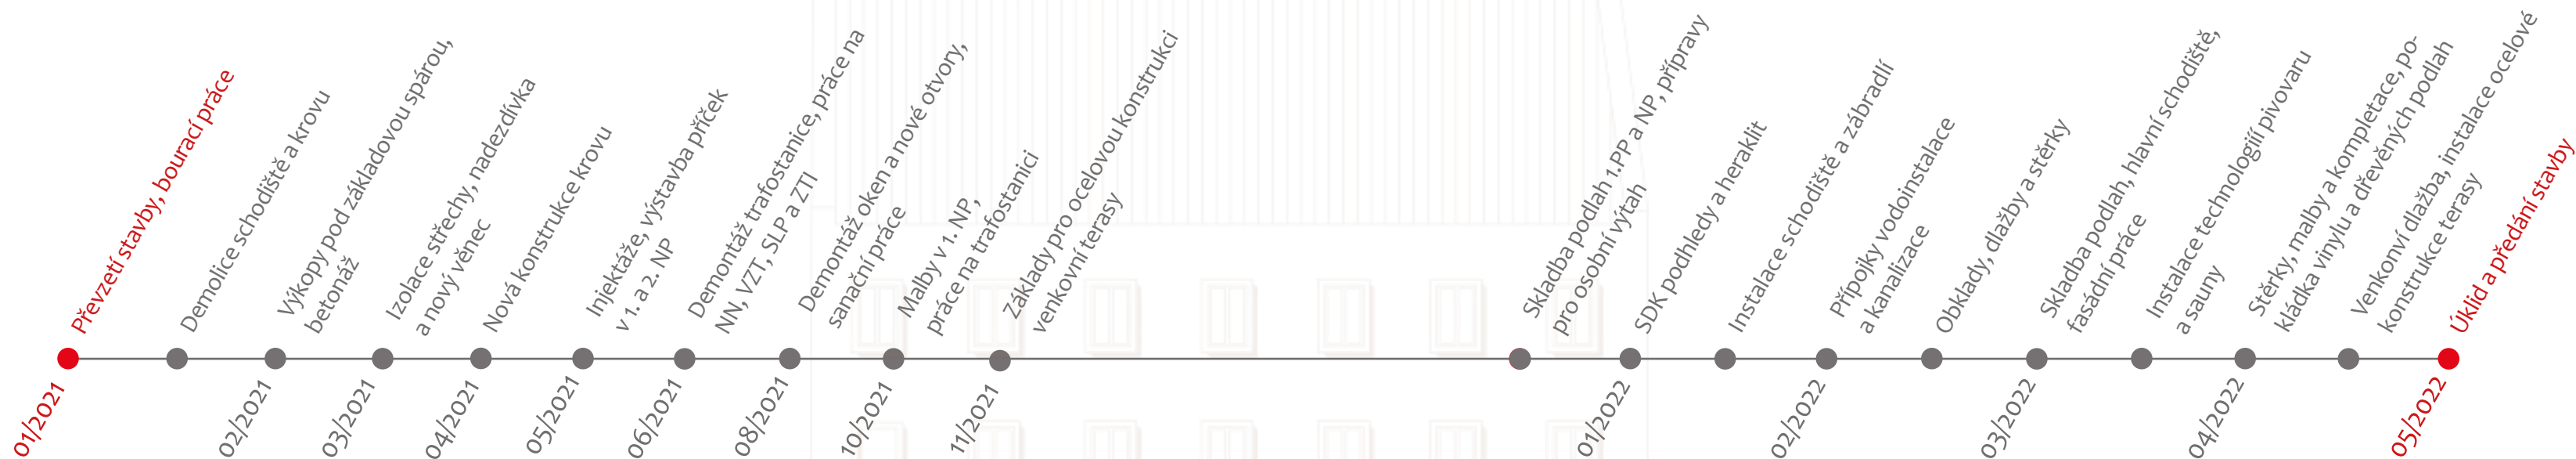 Převzetí stavby, bourací práce
Demolice schodiště a krovu
Výkopy pod základovou spárou,
betonáž
Izolace střechy, nadezdívka
a nový věnec
Nová konstrukce krovu
Injektáže, výstavba příček
v 1. a 2. NP
Demontáž trafostanice, práce na
NN, VZT, SLP a ZTI
Demontáž oken a nové otvory,
sanační práce
Malby v 1. NP,
práce na trafostanici
Základy pro ocelovou konstrukci
venkovní terasy
Skladba podlah 1.PP a NP, přípravy
pro osobní výtah
SDK podhledy a heraklit
Instalace schodiště a zábradlí
Přípojky vodoinstalace
a kanalizace
Obklady, dlažby a stěrky
Skladba podlah, hlavní schodiště,
fasádní práce
Instalace technologiíí pivovaru
a sauny
Stěrky, malby a kompletace, po-
kládka vinylu a dřevěných podlah
Venkonví dlažba, instalace ocelové
konstrukce terasy
Úklid a předání stavby
01/2021
02/2021
03/2021
04/2021
05/2021
06/2021
08/2021
10/2021
11/2021
01/2022
02/2022
03/2022
04/2022
05/2022